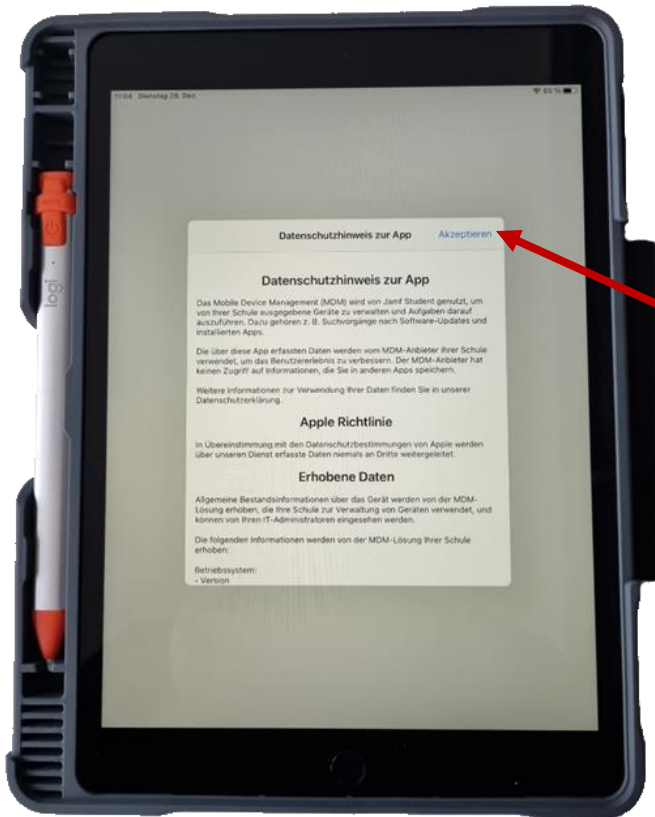 11:04 Dienstag 28. Dez.
65 %
Datenschutzhinweis zur App
Akzeptieren
Datenschutzhinweis zur App
Das Mobile Device Management (MDM) wird von Jamf Student genutzt, um
von Ihrer Schule ausgegebene Geräte zu verwalten und Aufgaben darauf
auszuführen. Dazu gehören z. B. Suchvorgänge nach Software-Updates und
installierten Apps.
Die über diese App erfassten Daten werden vom MDM-Anbieter Ihrer Schule
verwendet, um das Benutzererlebnis zu verbessern. Der MDM-Anbieter hat
keinen Zugriff auf Informationen, die Sie in anderen Apps speichern.
Weitere Informationen zur Verwendung Ihrer Daten finden Sie in unserer
Datenschutzerklärung.
Apple Richtlinie
In Übereinstimmung mit den Datenschutzbestimmungen von Apple werden
über unseren Dienst erfasste Daten niemals an Dritte weitergeleitet.
Erhobene Daten
Allgemeine Bestandsinformationen über das Gerät werden von der MDM-
Lösung erhoben, die Ihre Schule zur Verwaltung von Geräten verwendet, und
können von Ihren IT-Administratoren eingesehen werden.
Die folgenden Informationen werden von der MDM-Lösung Ihrer Schule
erhoben:
Betriebssystem:
- Version
logi